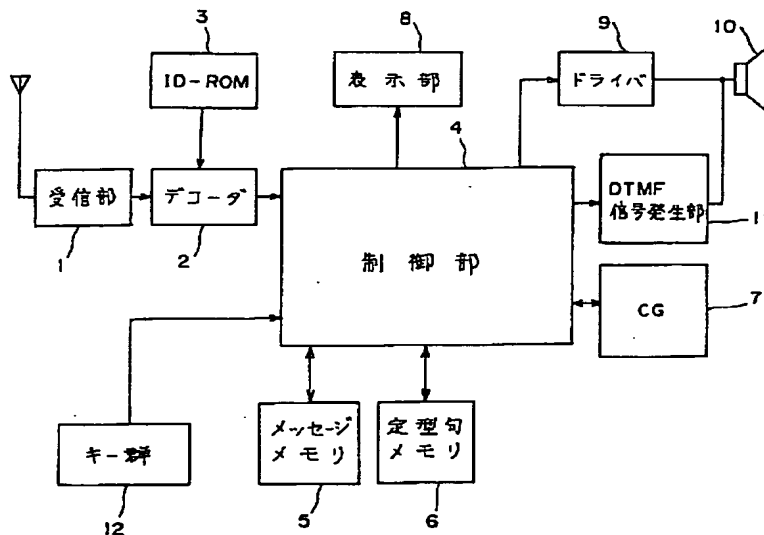 3
ID-ROM
8
表示部
9
ドライバ
10
4
受信部
1
デコーダ
2
制御部
DTMF
信号発生部
1
CG
7
キー群
12
メッセージ
メモリ
5
定型句
メモリ
6